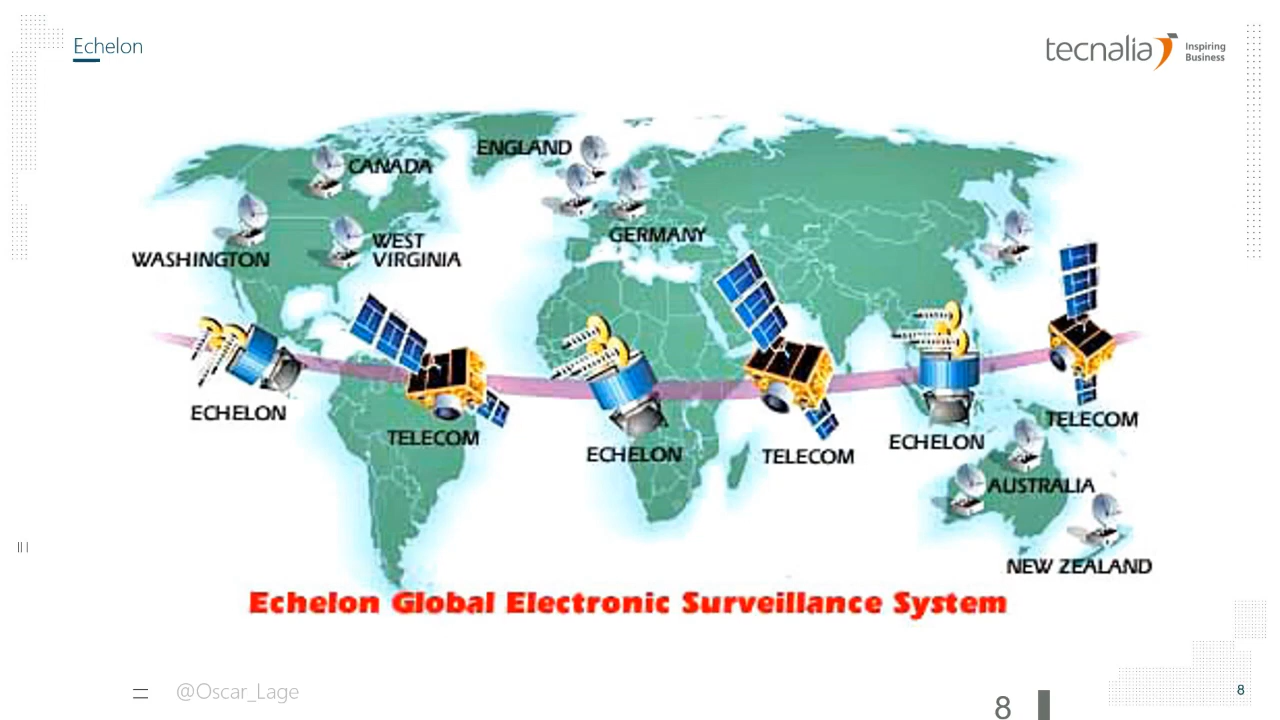 Echelon
tecnalia Inspiring
Business
ENGLAND
CANADA
WEST
VIRGINIA
GERMANY
WASHINGTON
ECHELON
TELECOM
ECHELON
TELECOM
ECHELON
TELECOM
AUSTRALIA
NEW ZEALAND
Echelon Global Electronic Surveillance System
@Oscar_Lage
8
8